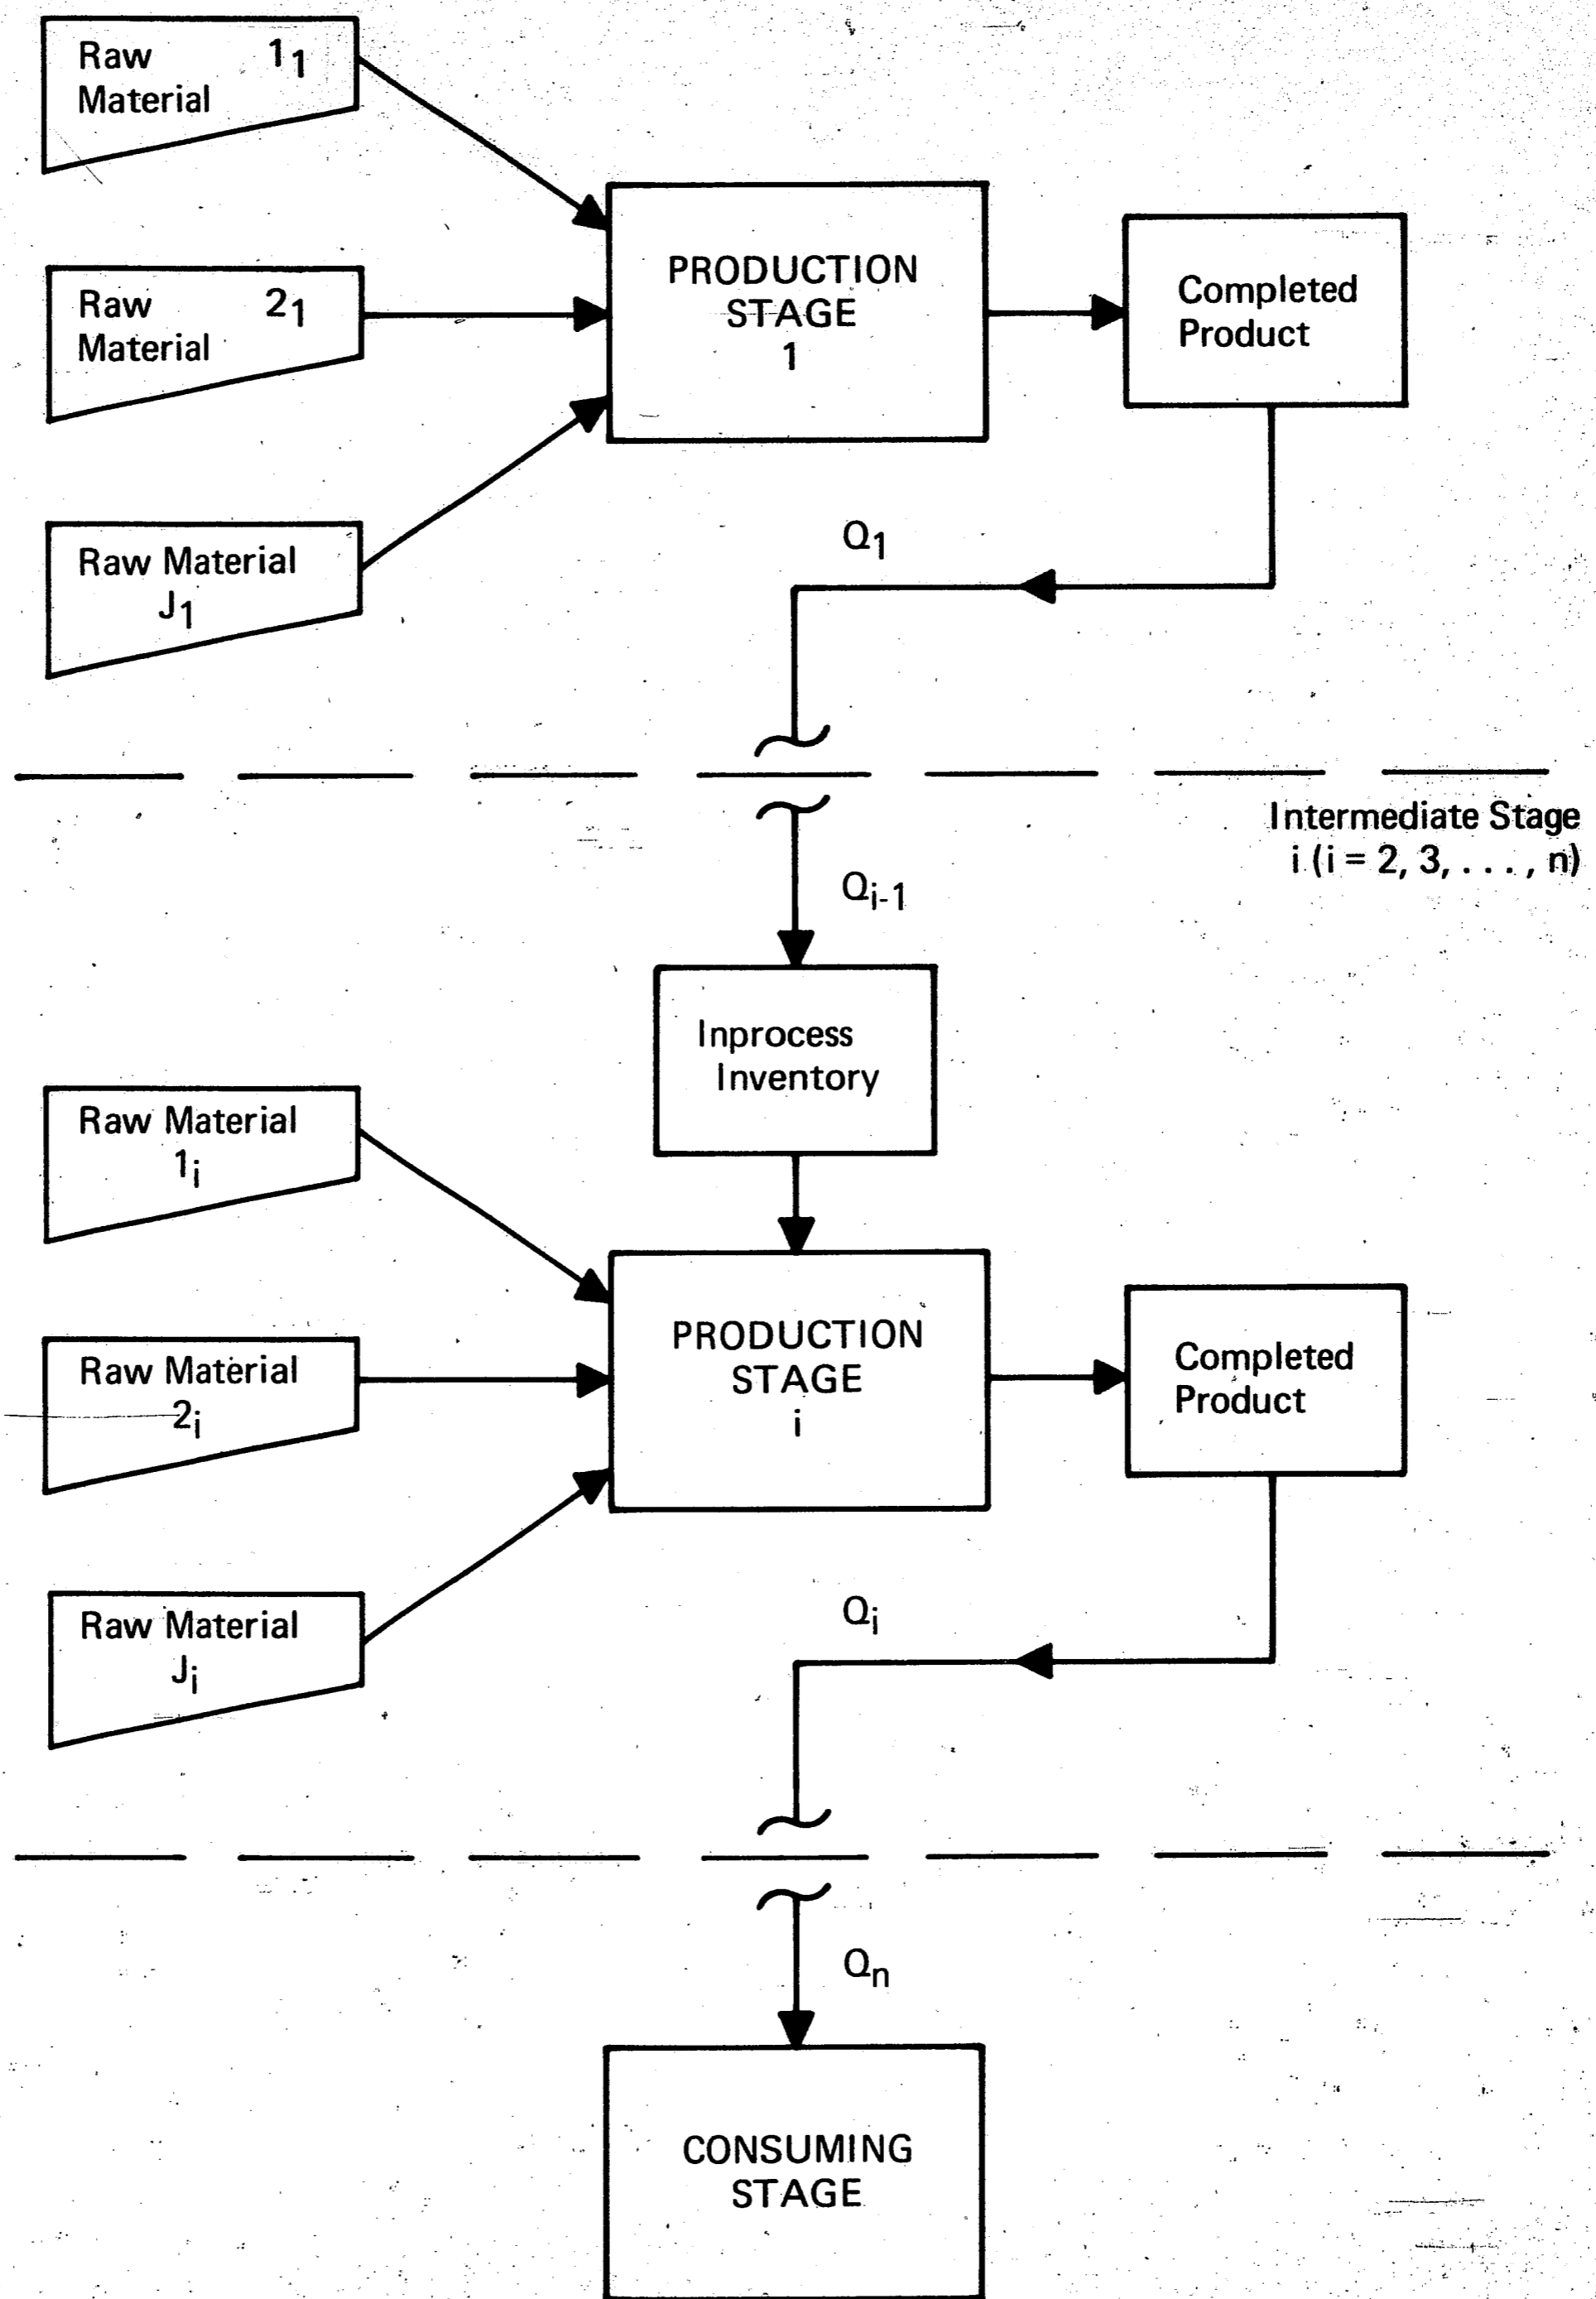 Raw 1₁
Material
PRODUCTION
STAGE
1
Completed
Product
Raw 2₁
Material
Raw Material
J₁
Q₁
Intermediate Stage
i (i = 2, 3, . . . , n)
Qᵢ₋₁
Inprocess
Inventory
Raw Material
1ᵢ
Raw Material
2ᵢ
PRODUCTION
STAGE
i
Completed
Product
Raw Material
Jᵢ
Qᵢ
Qₙ
CONSUMING
STAGE